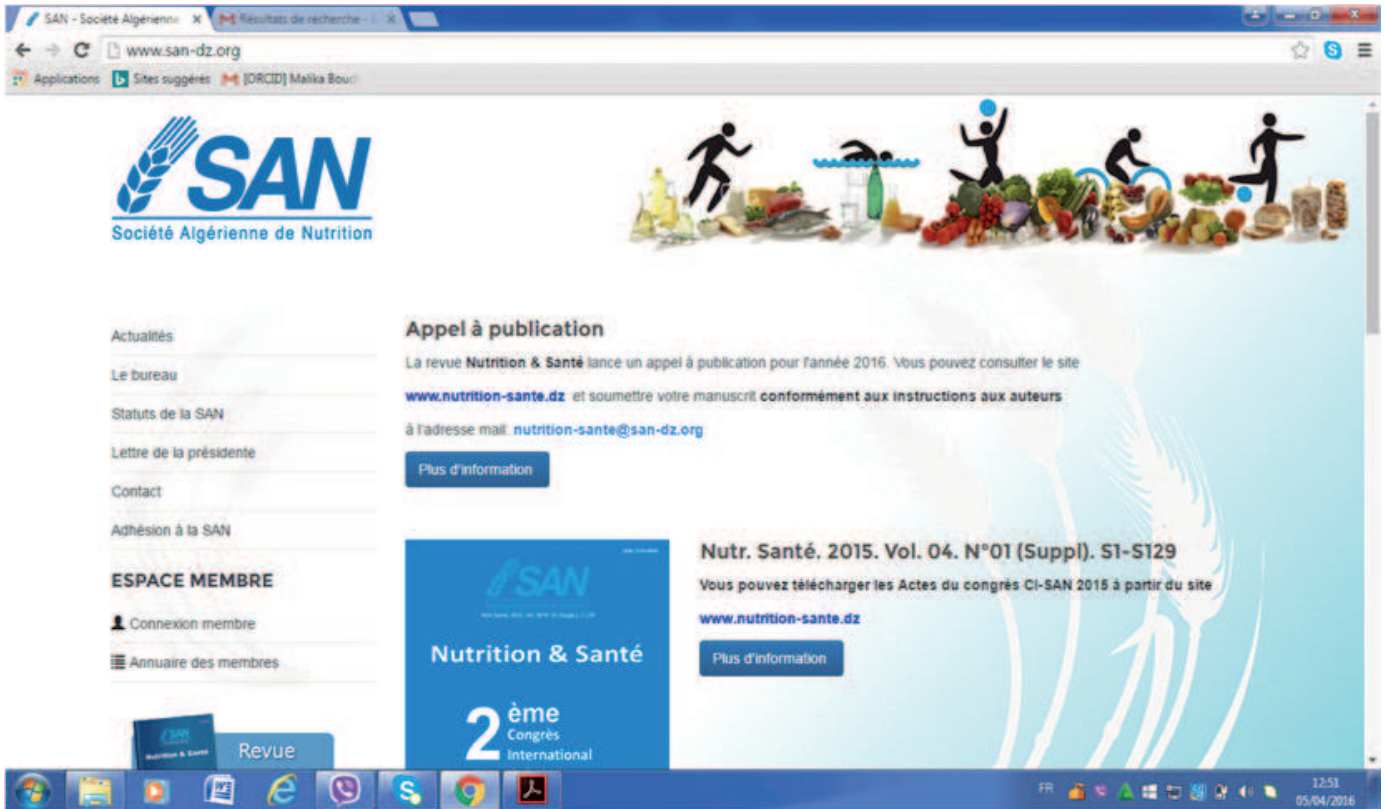 SAN - Société Algérienne
Résultats de recherche -
www.san-dz.org
Applications
Sites suggérés
[ORCID] Malika Bouc
SAN
Société Algérienne de Nutrition
Actualités
Le bureau
Statuts de la SAN
Lettre de la présidente
Contact
Adhésion à la SAN
ESPACE MEMBRE
Connexion membre
Annuaire des membres
SAN
Nutrition & Santé
Revue
Appel à publication
La revue Nutrition & Santé lance un appel à publication pour l'année 2016. Vous pouvez consulter le site
www.nutrition-sante.dz et soumettre votre manuscrit conformément aux instructions aux auteurs
à l'adresse mail: nutrition-sante@san-dz.org
Plus d'information
SAN
Nutrition & Santé
2ème
Congrès
International
Nutr. Santé. 2015. Vol. 04. N°01 (Suppl). S1-S129
Vous pouvez télécharger les Actes du congrès CI-SAN 2015 à partir du site
www.nutrition-sante.dz
Plus d'information
FR
12:51
05/04/2016